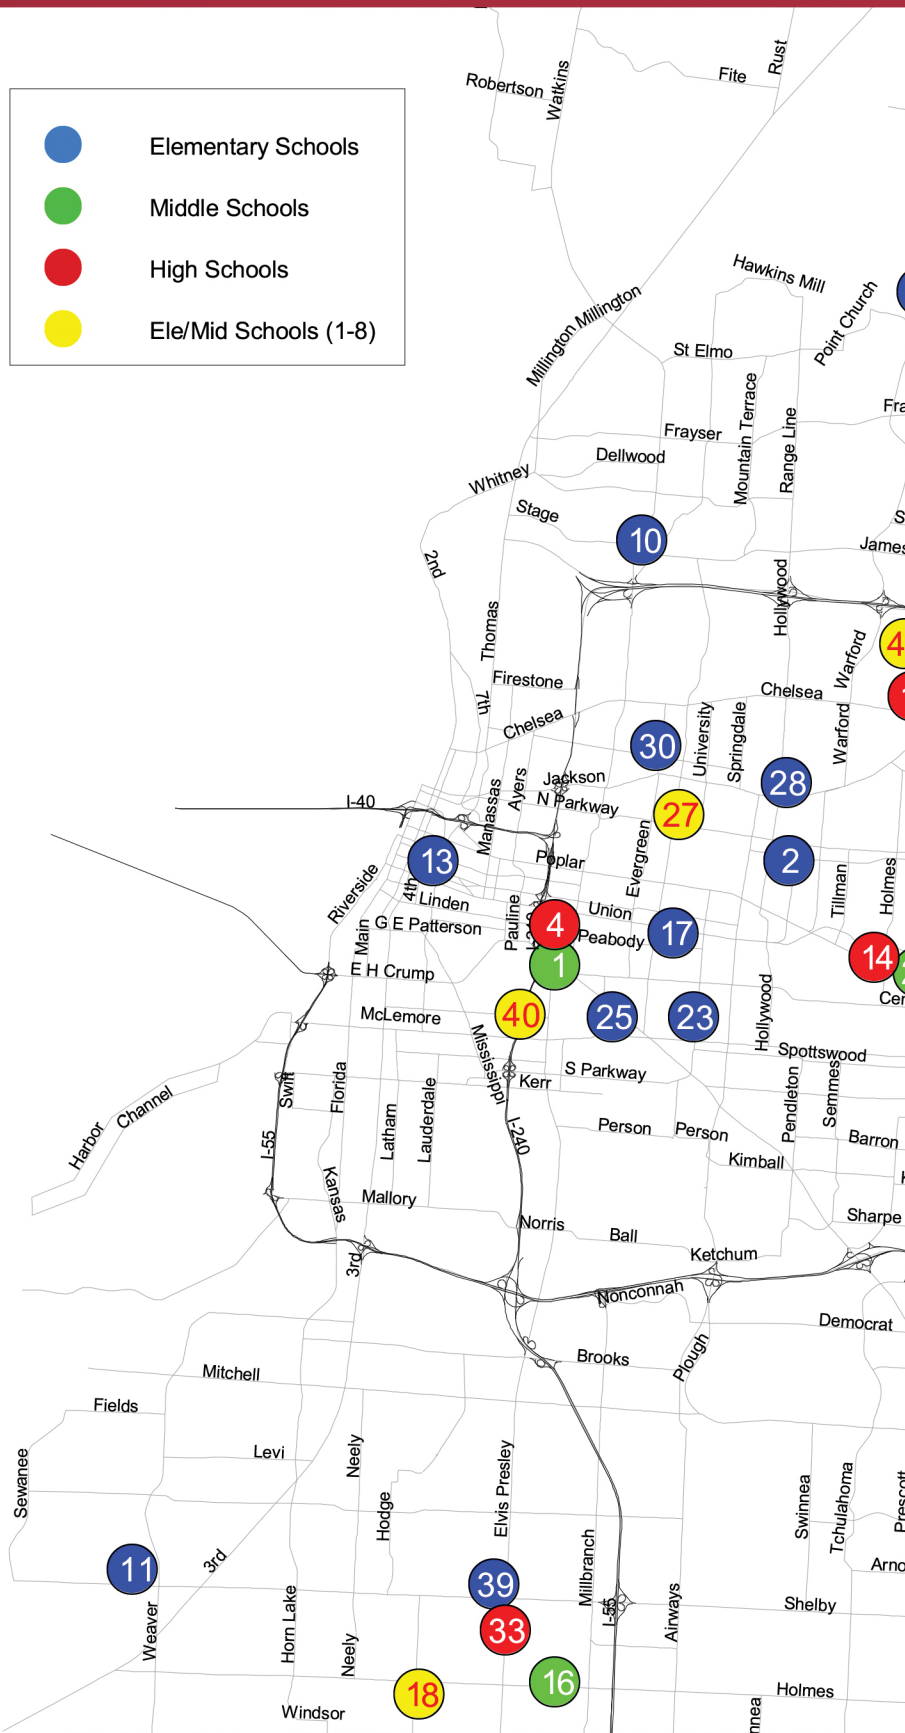 Elementary Schools
Middle Schools
High Schools
Ele/Mid Schools (1-8)
Robertson
Watkins
Fite
Rust
Hawkins Mill
Point Church
Millington Millington
St Elmo
Mountain Terrace
Range Line
Fra
Frayser
Dellwood
Whitney
Stage
10
S
James
2nd
Thomas
Hollywood
Warford
4
Firestone
7th
Chelsea
Chelsea
University
Springdale
Warford
30
28
Jackson
N Parkway
Manassas
Ayers
27
I-40
13
Poplar
Evergreen
2
Tillman
Holmes
Riverside
4th
Linden
Pauline
Union
Main
G E Patterson
4
Peabody
17
14
1
E H Crump
Cen
McLemore
40
25
23
Hollywood
Spottswood
Mississippi
Kerr
S Parkway
Swift
Florida
Latham
Lauderdale
Pendleton
Semmes
Harbor
Channel
I-55
I-240
Person
Person
Barron
Kimball
Kansas
Mallory
Norris
Ball
Sharpe
Ketchum
3rd
Nonconnah
Democrat
Plough
Brooks
Mitchell
Fields
Levi
Neely
Sewanee
Hodge
Elvis Presley
Swinnea
Tchulahoma
Prescott
3rd
Millbranch
Arno
11
39
I-55
Airways
Shelby
Weaver
Horn Lake
Neely
33
18
16
Holmes
Windsor
nnea